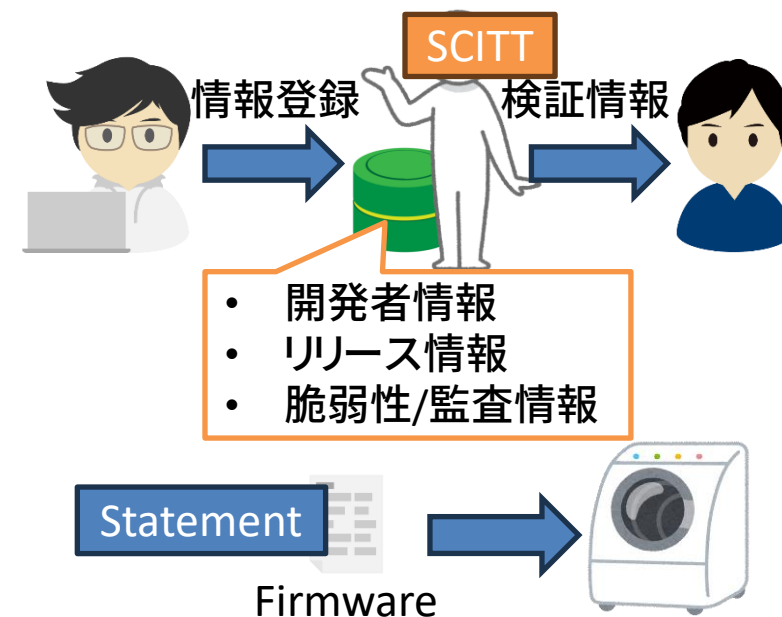 SCITT
情報登録
検証情報
• 開発者情報
• リリース情報
• 脆弱性/監査情報
Statement
Firmware